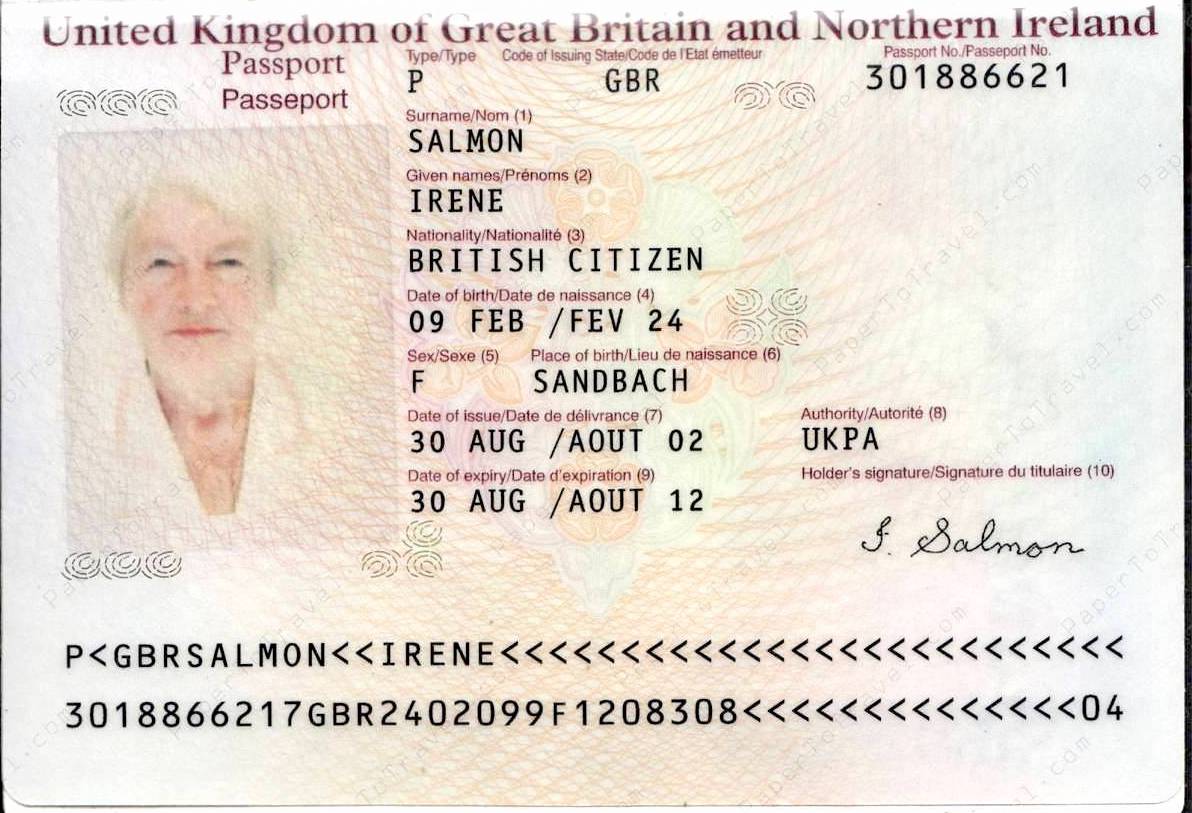 United Kingdom of Great Britain and Northern Ireland
Passport
Passeport
Type/Type Code of Issuing State/Code de l'Etat émetteur Passport No./Passeport No.
P GBR 301886621
Surname/Nom (1)
SALMON
Given names/Prénoms (2)
IRENE
Nationality/Nationalité (3)
BRITISH CITIZEN
Date of birth/Date de naissance (4)
09 FEB /FEV 24
Sex/Sexe (5) Place of birth/Lieu de naissance (6)
F SANDBACH
Date of issue/Date de délivrance (7) Authority/Autorité (8)
30 AUG /AOUT 02 UKPA
Date of expiry/Date d'expiration (9) Holder's signature/Signature du titulaire (10)
30 AUG /AOUT 12
I. Salmon
P<GBRSALMON<<IRENE<<<<<<<<<<<<<<<<<<<<<<<<<<
3018866217GBR2402099F1208308<<<<<<<<<<<<<<04
PaperToTravel.com